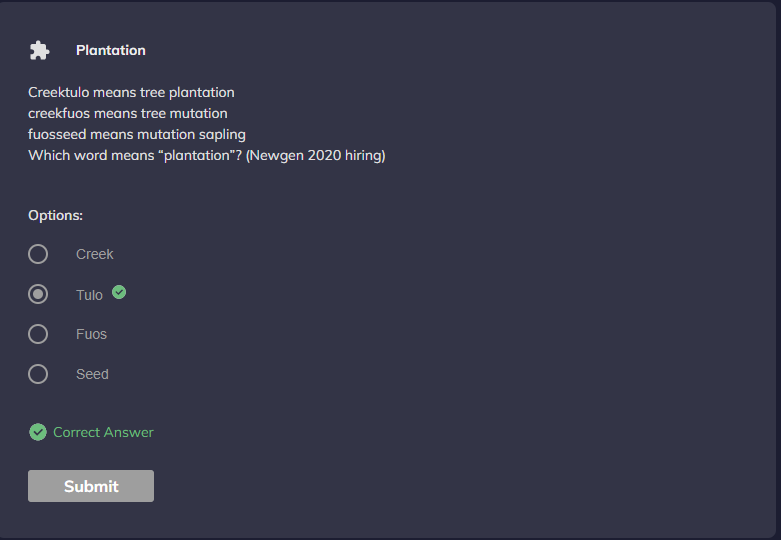 Plantation
Creektulo means tree plantation
creekfuos means tree mutation
fuosseed means mutation sapling
Which word means “plantation”? (Newgen 2020 hiring)
Options:
Creek
Tulo
Fuos
Seed
Correct Answer
Submit